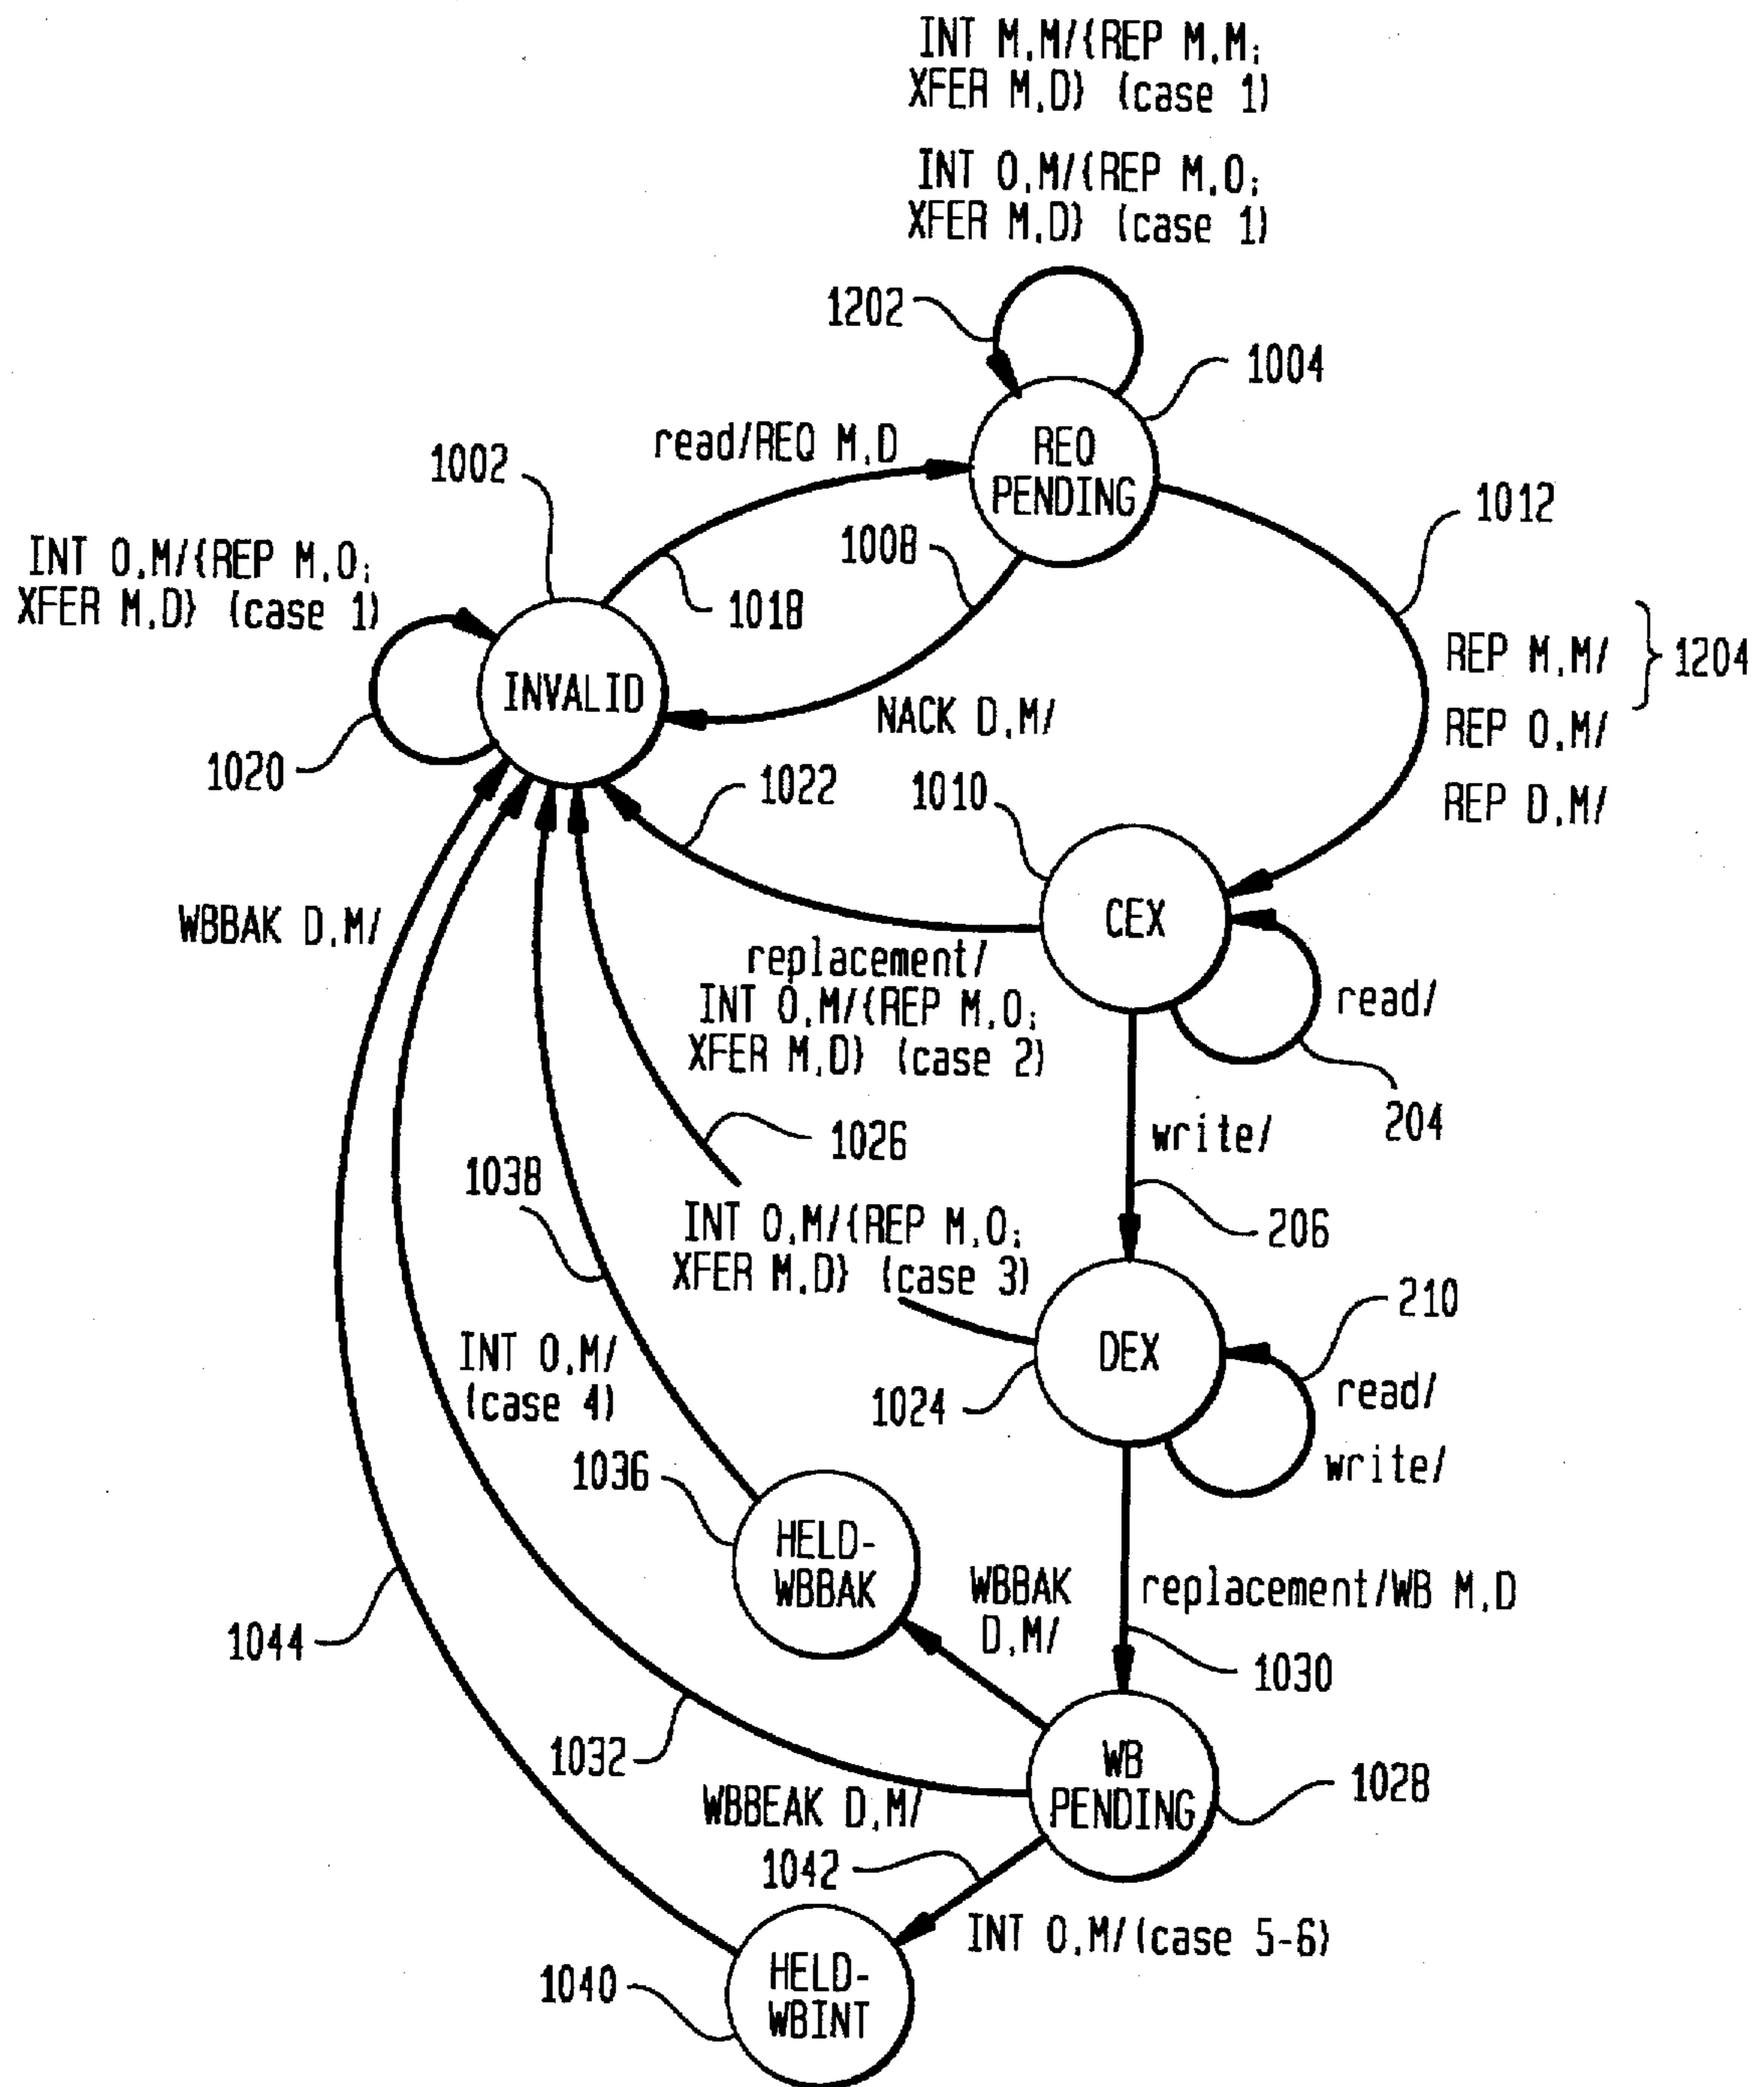 INT M,M/{REP M,M;
XFER M,D} (case 1)
INT O,M/{REP M,O;
XFER M,D} (case 1)
1202
1004
REQ
PENDING
read/REQ M,D
1002
1012
1008
INT O,M/{REP M,O;
XFER M,D} (case 1)
1018
REP M,M/
1204
INVALID
NACK D,M/
REP O,M/
1020
1022
1010
REP D,M/
WBBAK D,M/
CEX
replacement/
INT O,M/{REP M,O;
XFER M,D} (case 2)
read/
204
1026
write/
1038
206
INT O,M/{REP M,O;
XFER M,D} (case 3)
210
INT O,M/
(case 4)
DEX
1024
read/
write/
1036
HELD-
WBBAK
WBBAK
D,M/
replacement/WB M,D
1044
1030
1032
WB
PENDING
1028
WBBEAK D,M/
1042
INT O,M/(case 5-6)
1040
HELD-
WBINT